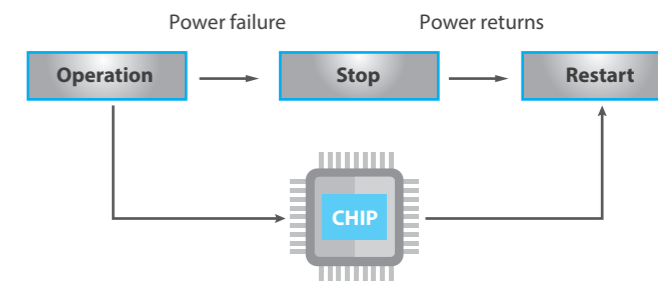 Power failure
Power returns
Operation
Stop
Restart
CHIP